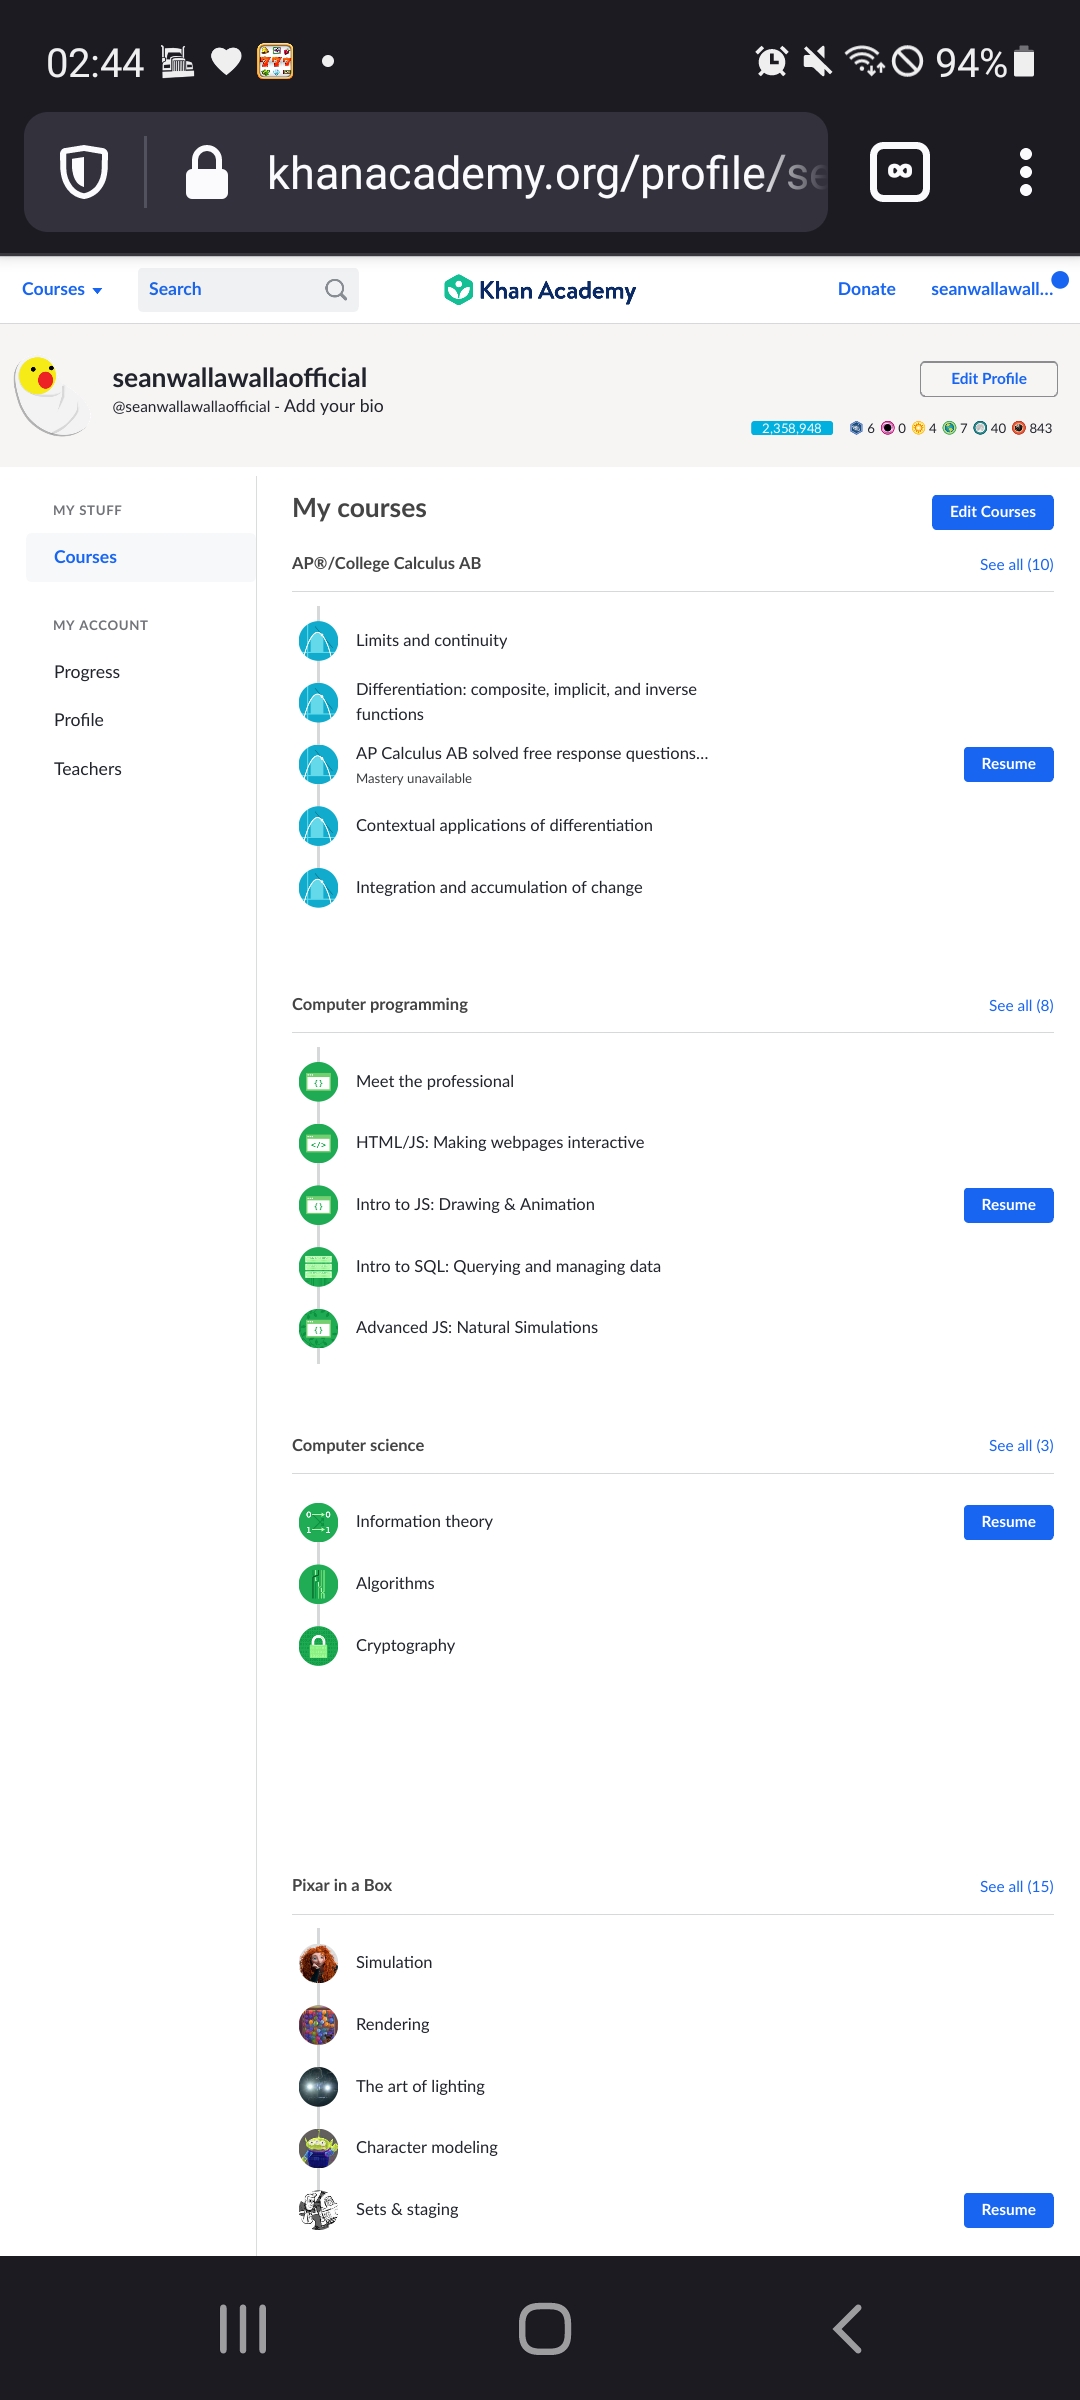 02:44
94%
khanacademy.org/profile/se
Courses
Search
Khan Academy
Donate
seanwallawall...
seanwallawallaofficial
@seanwallawallaofficial - Add your bio
Edit Profile
2,358,948 6 0 4 7 40 843
MY STUFF
Courses
MY ACCOUNT
Progress
Profile
Teachers
My courses
Edit Courses
AP®/College Calculus AB
See all (10)
Limits and continuity
Differentiation: composite, implicit, and inverse
functions
AP Calculus AB solved free response questions...
Mastery unavailable
Resume
Contextual applications of differentiation
Integration and accumulation of change
Computer programming
See all (8)
Meet the professional
HTML/JS: Making webpages interactive
Intro to JS: Drawing & Animation
Resume
Intro to SQL: Querying and managing data
Advanced JS: Natural Simulations
Computer science
See all (3)
Information theory
Resume
Algorithms
Cryptography
Pixar in a Box
See all (15)
Simulation
Rendering
The art of lighting
Character modeling
Sets & staging
Resume